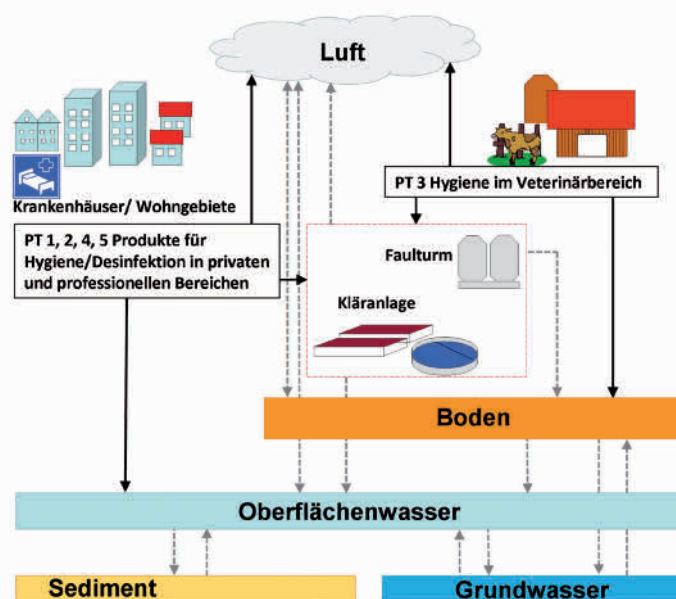 Luft
Krankenhäuser/ Wohngebiete
PT 1, 2, 4, 5 Produkte für
Hygiene/Desinfektion in privaten
und professionellen Bereichen
PT 3 Hygiene im Veterinärbereich
Faulturm
Kläranlage
Boden
Oberflächenwasser
Sediment
Grundwasser